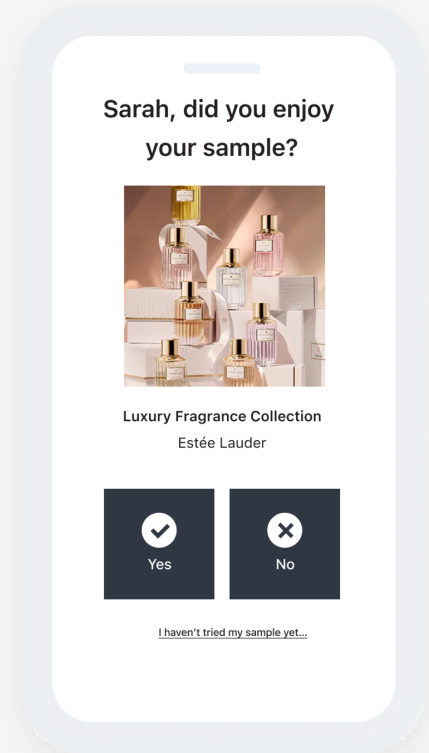 Sarah, did you enjoy
your sample?
Luxury Fragrance Collection
Estée Lauder
Yes
No
I haven't tried my sample yet...